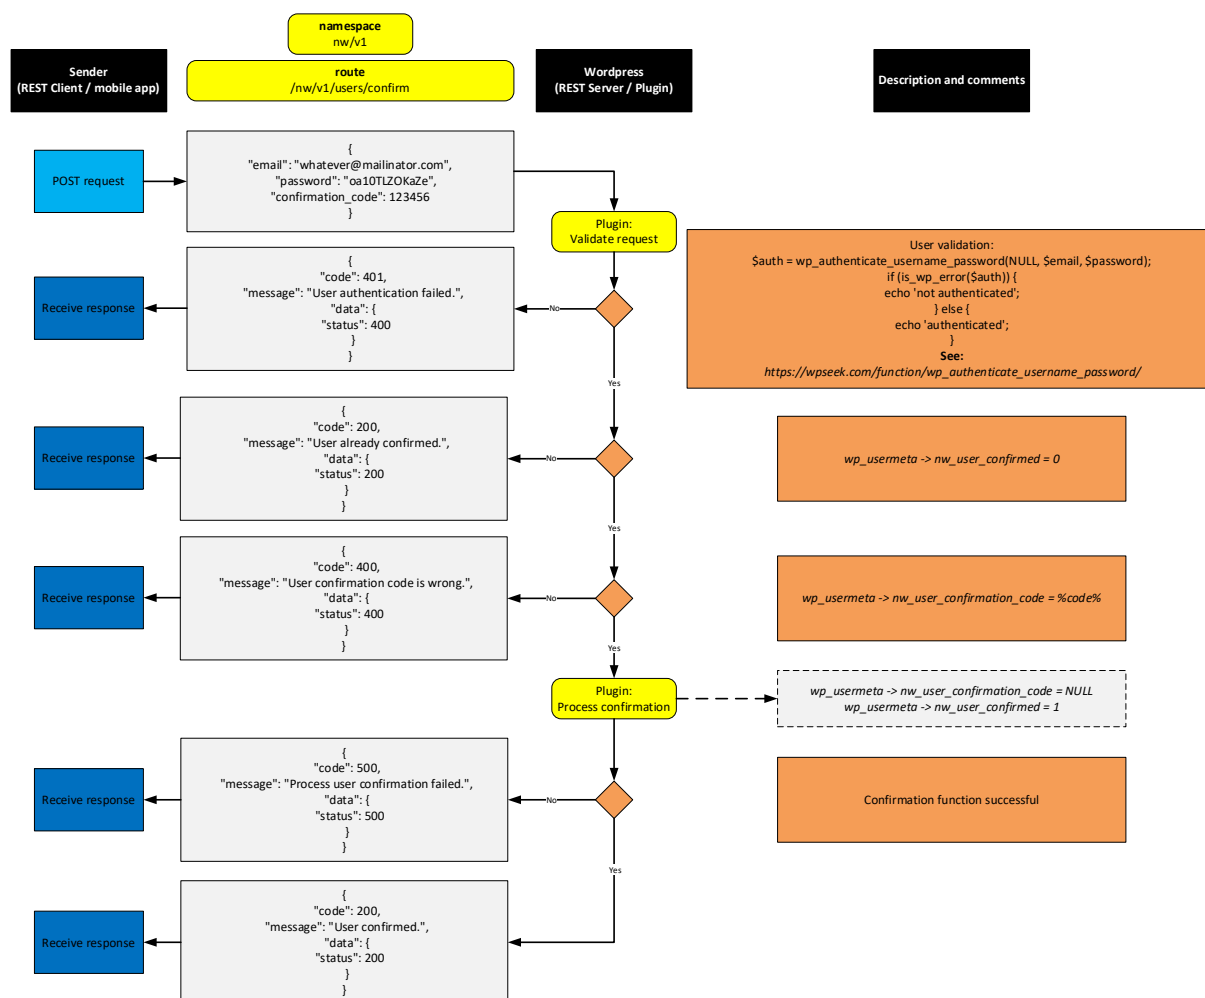 namespace
nw/v1
Sender
(REST Client / mobile app)
route
/nw/v1/users/confirm
Wordpress
(REST Server / Plugin)
Description and comments
POST request
{
"email": "whatever@mailinator.com",
"password": "oa10TLZOKaZe",
"confirmation_code": 123456
}
Plugin:
Validate request
User validation:
$auth = wp_authenticate_username_password(NULL, $email, $password);
if (is_wp_error($auth)) {
echo 'not authenticated';
} else {
echo 'authenticated';
}
See:
https://wpseek.com/function/wp_authenticate_username_password/
Receive response
{
"code": 401,
"message": "User authentication failed.",
"data": {
"status": 400
}
}
No
Yes
Receive response
{
"code": 200,
"message": "User already confirmed.",
"data": {
"status": 200
}
}
No
wp_usermeta -> nw_user_confirmed = 0
Yes
Receive response
{
"code": 400,
"message": "User confirmation code is wrong.",
"data": {
"status": 400
}
}
No
wp_usermeta -> nw_user_confirmation_code = %code%
Yes
Plugin:
Process confirmation
wp_usermeta -> nw_user_confirmation_code = NULL
wp_usermeta -> nw_user_confirmed = 1
Receive response
{
"code": 500,
"message": "Process user confirmation failed.",
"data": {
"status": 500
}
}
No
Confirmation function successful
Yes
Receive response
{
"code": 200,
"message": "User confirmed.",
"data": {
"status": 200
}
}